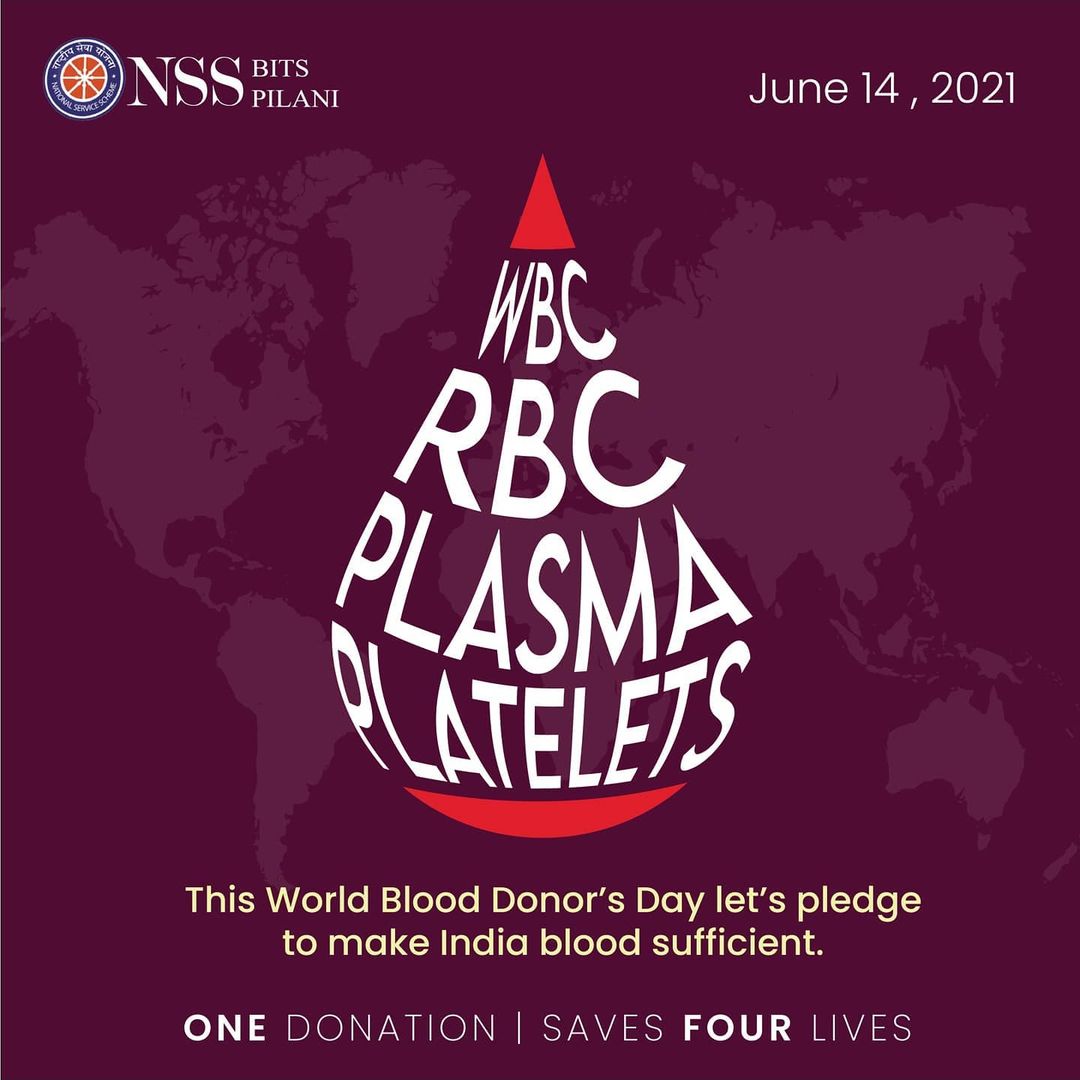 राष्ट्रीय सेवा योजना
NATIONAL SERVICE SCHEME
NSS BITS
PILANI
June 14 , 2021
WBC
RBC
PLASMA
PLATELETS
This World Blood Donor’s Day let’s pledge
to make India blood sufficient.
ONE DONATION | SAVES FOUR LIVES